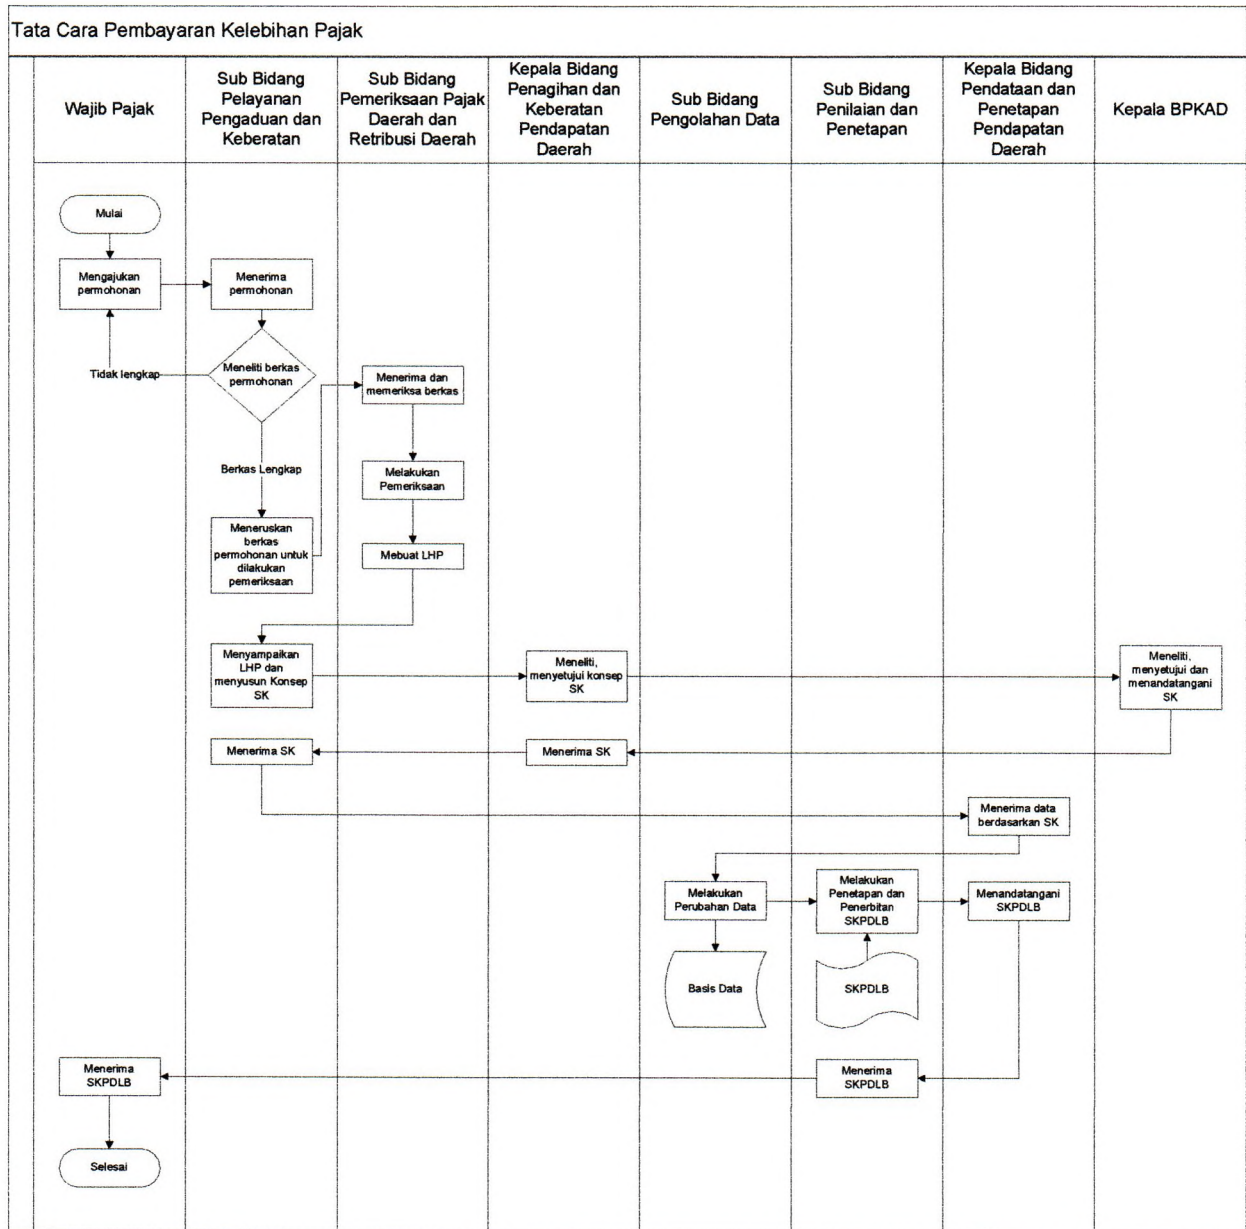 Tata Cara Pembayaran Kelebihan Pajak
Wajib Pajak
Sub Bidang
Pelayanan
Pengaduan dan
Keberatan
Sub Bidang
Pemeriksaan Pajak
Daerah dan
Retribusi Daerah
Kepala Bidang
Penagihan dan
Keberatan
Pendapatan
Daerah
Sub Bidang
Pengolahan Data
Sub Bidang
Penilaian dan
Penetapan
Kepala Bidang
Pendataan dan
Penetapan
Pendapatan
Daerah
Kepala BPKAD
Mulai
Mengajukan
permohonan
Menerima
permohonan
Meneliti berkas
permohonan
Tidak lengkap
Menerima dan
memeriksa berkas
Berkas Lengkap
Melakukan
Pemeriksaan
Meneruskan
berkas
permohonan untuk
dilakukan
pemeriksaan
Mebuat LHP
Menyampaikan
LHP dan
menyusun Konsep
SK
Meneliti,
menyetujui konsep
SK
Meneliti,
menyetujui dan
menandatangani
SK
Menerima SK
Menerima SK
Menerima data
berdasarkan SK
Melakukan
Perubahan Data
Melakukan
Penetapan dan
Penerbitan
SKPDLB
Menandatangani
SKPDLB
Basis Data
SKPDLB
Menerima
SKPDLB
Menerima
SKPDLB
Selesai